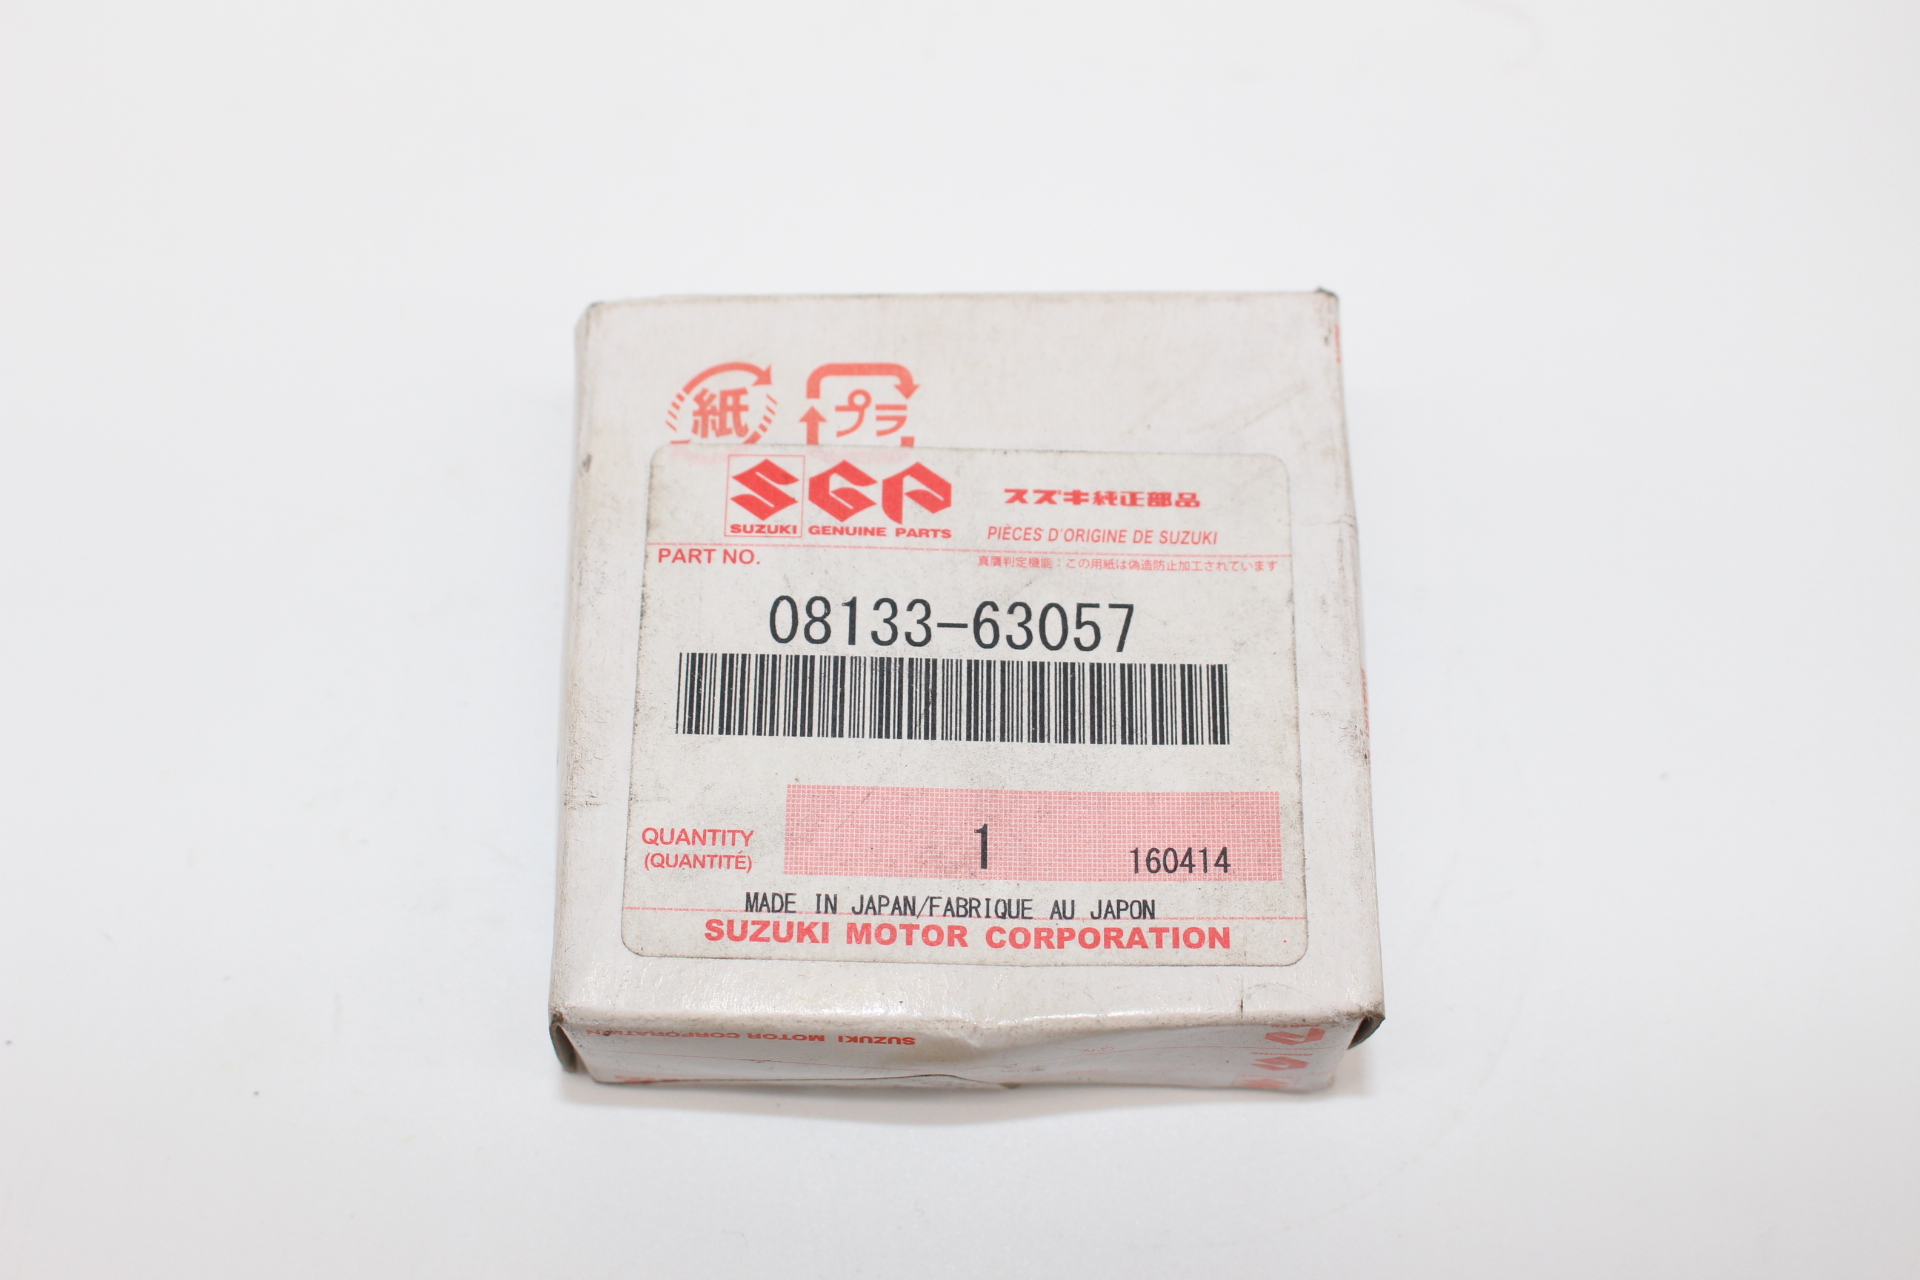 紙 プラ
SGP スズキ純正部品
SUZUKI GENUINE PARTS PIÈCES D'ORIGINE DE SUZUKI
PART NO. 真贋判定機能：この用紙は偽造防止加工されています
08133-63057
1
QUANTITY
(QUANTITÉ) 160414
MADE IN JAPAN/FABRIQUE AU JAPON
SUZUKI MOTOR CORPORATION
SUZUKI MOTOR CORPORATION